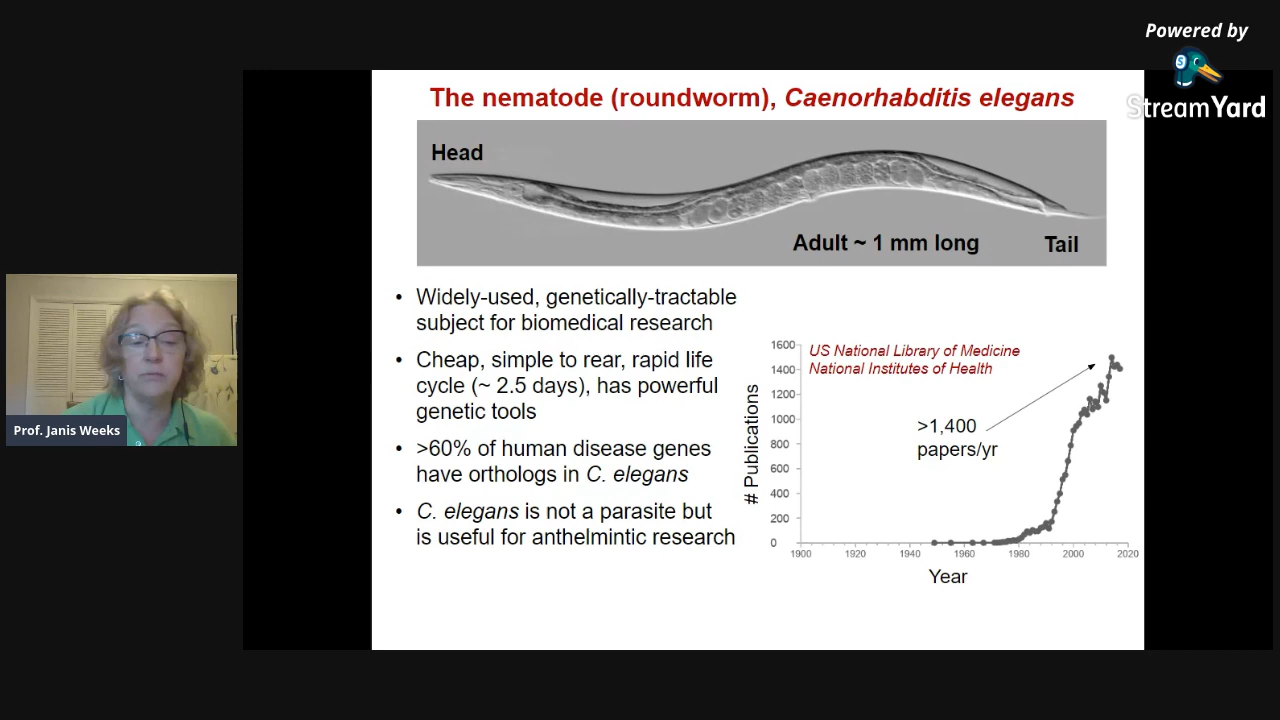 Powered by
StreamYard
The nematode (roundworm), Caenorhabditis elegans
Head
Adult ~ 1 mm long
Tail
• Widely-used, genetically-tractable
subject for biomedical research
• Cheap, simple to rear, rapid life
cycle (~ 2.5 days), has powerful
genetic tools
• >60% of human disease genes
have orthologs in C. elegans
• C. elegans is not a parasite but
is useful for anthelmintic research
US National Library of Medicine
National Institutes of Health
>1,400
papers/yr
# Publications
1600
1400
1200
1000
800
600
400
200
0
1900 1920 1940 1960 1980 2000 2020
Year
Prof. Janis Weeks